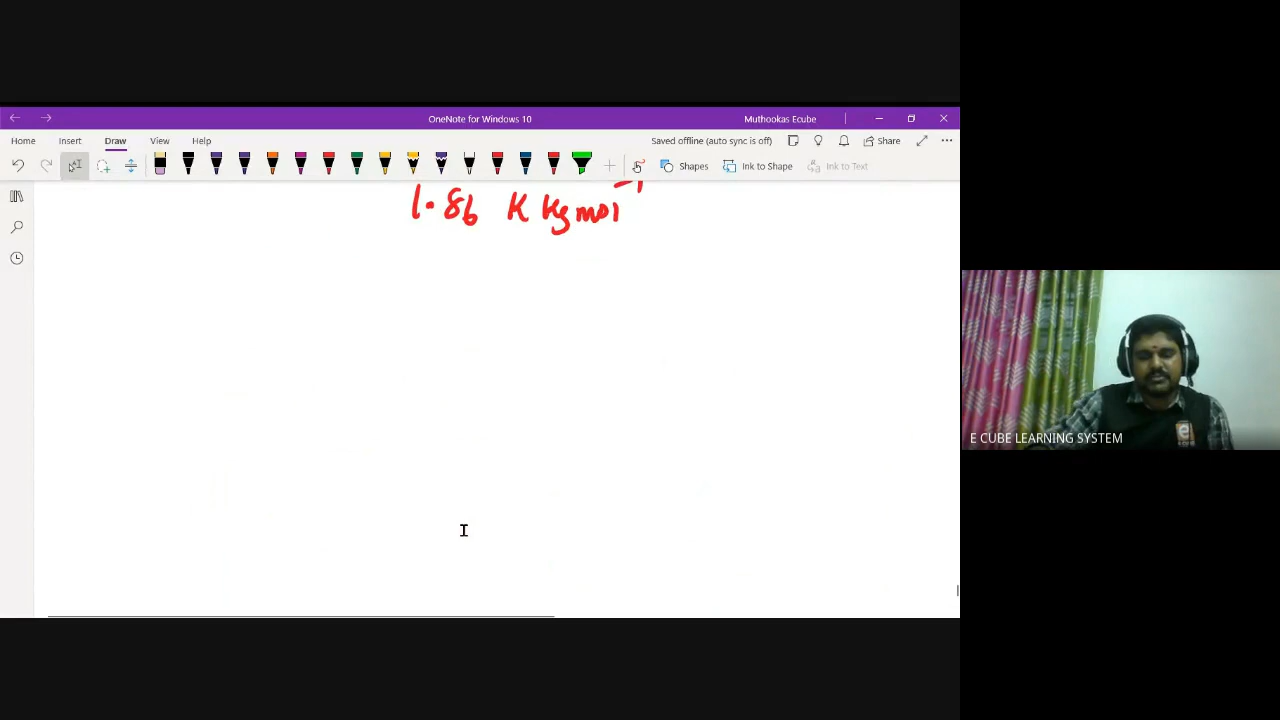 OneNote for Windows 10
Muthookas Ecube
Home Insert Draw View Help
Saved offline (auto sync is off)
Share
Shapes
Ink to Shape
Ink to Text
1.86 K Kg mol⁻¹
E CUBE LEARNING SYSTEM